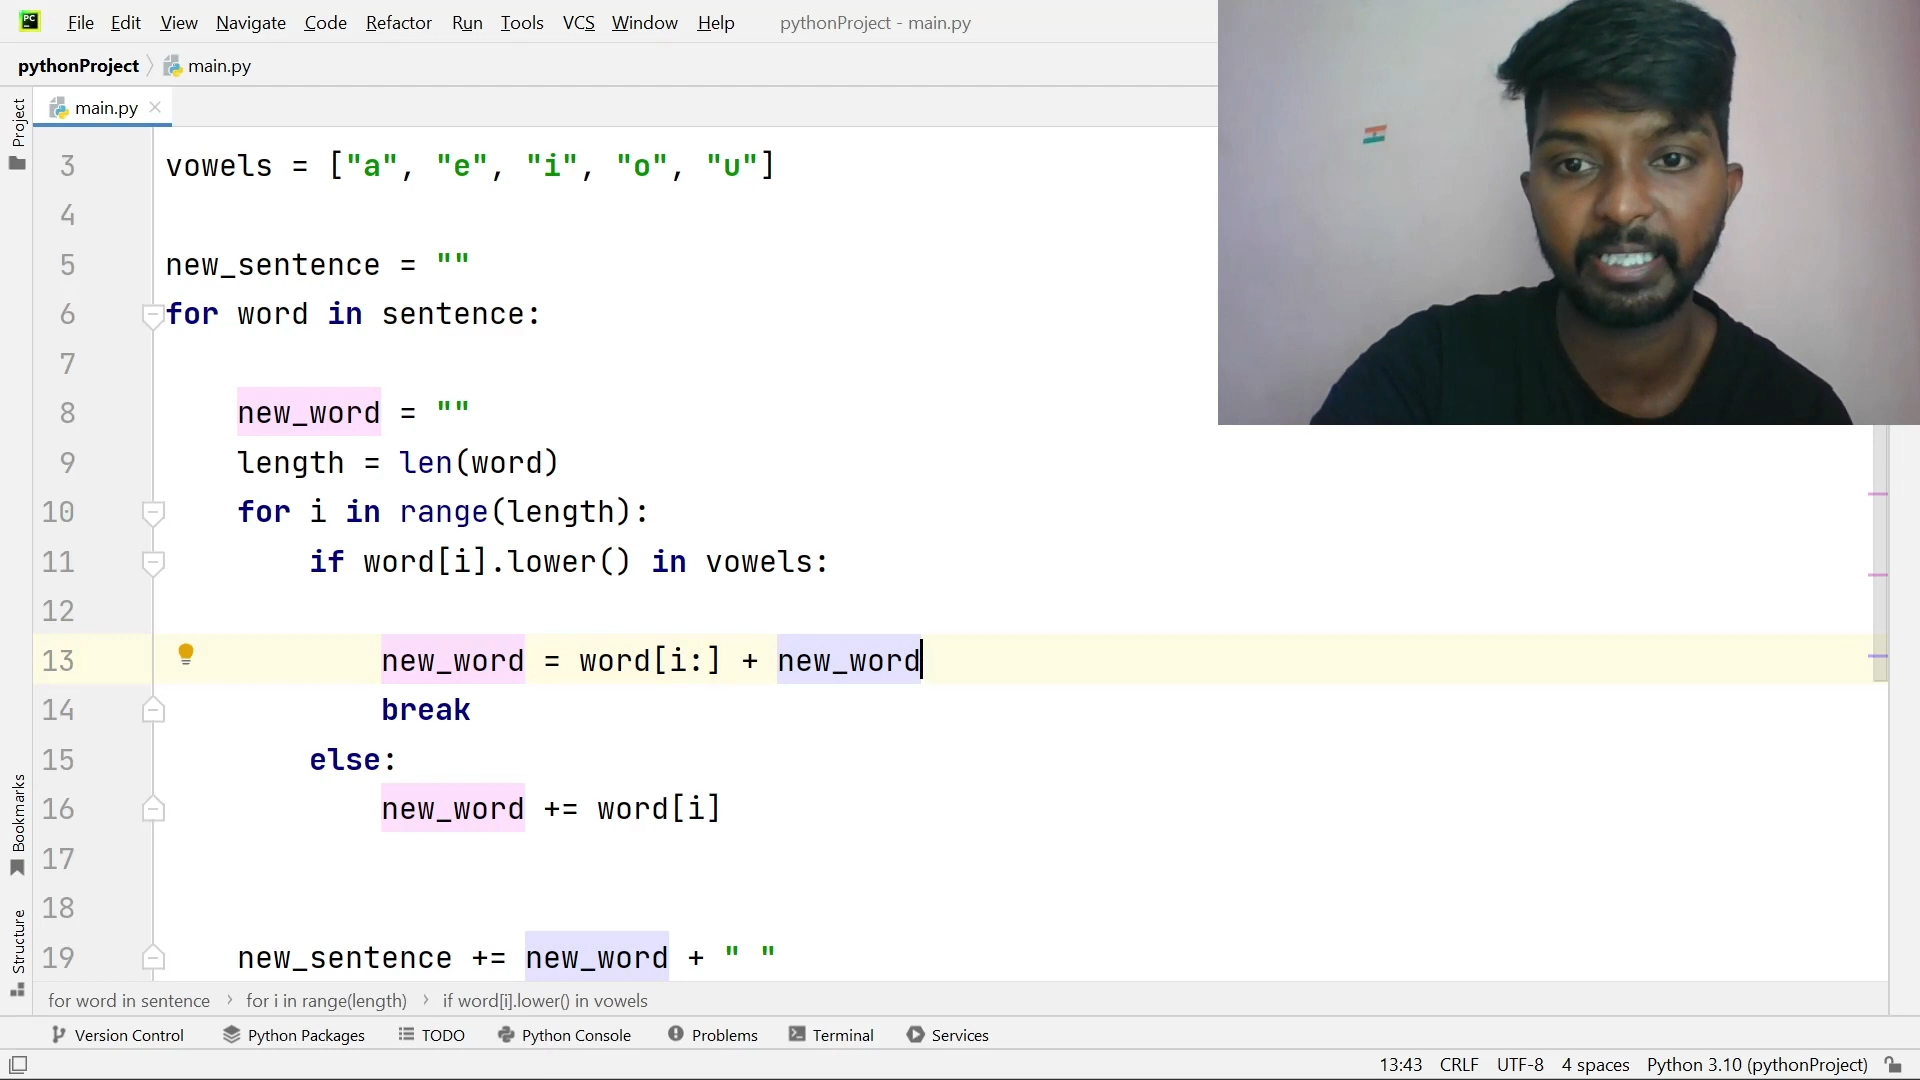 PC
File Edit View Navigate Code Refactor Run Tools VCS Window Help pythonProject - main.py
pythonProject main.py
main.py
Project
3 vowels = ["a", "e", "i", "o", "u"]
4
5 new_sentence = ""
6 for word in sentence:
7
8 new_word = ""
9 length = len(word)
10 for i in range(length):
11 if word[i].lower() in vowels:
12
13 new_word = word[i:] + new_word
14 break
15 else:
16 new_word += word[i]
17
18
19 new_sentence += new_word + " "
Bookmarks
Structure
for word in sentence › for i in range(length) › if word[i].lower() in vowels
Version Control Python Packages TODO Python Console Problems Terminal Services
13:43 CRLF UTF-8 4 spaces Python 3.10 (pythonProject)